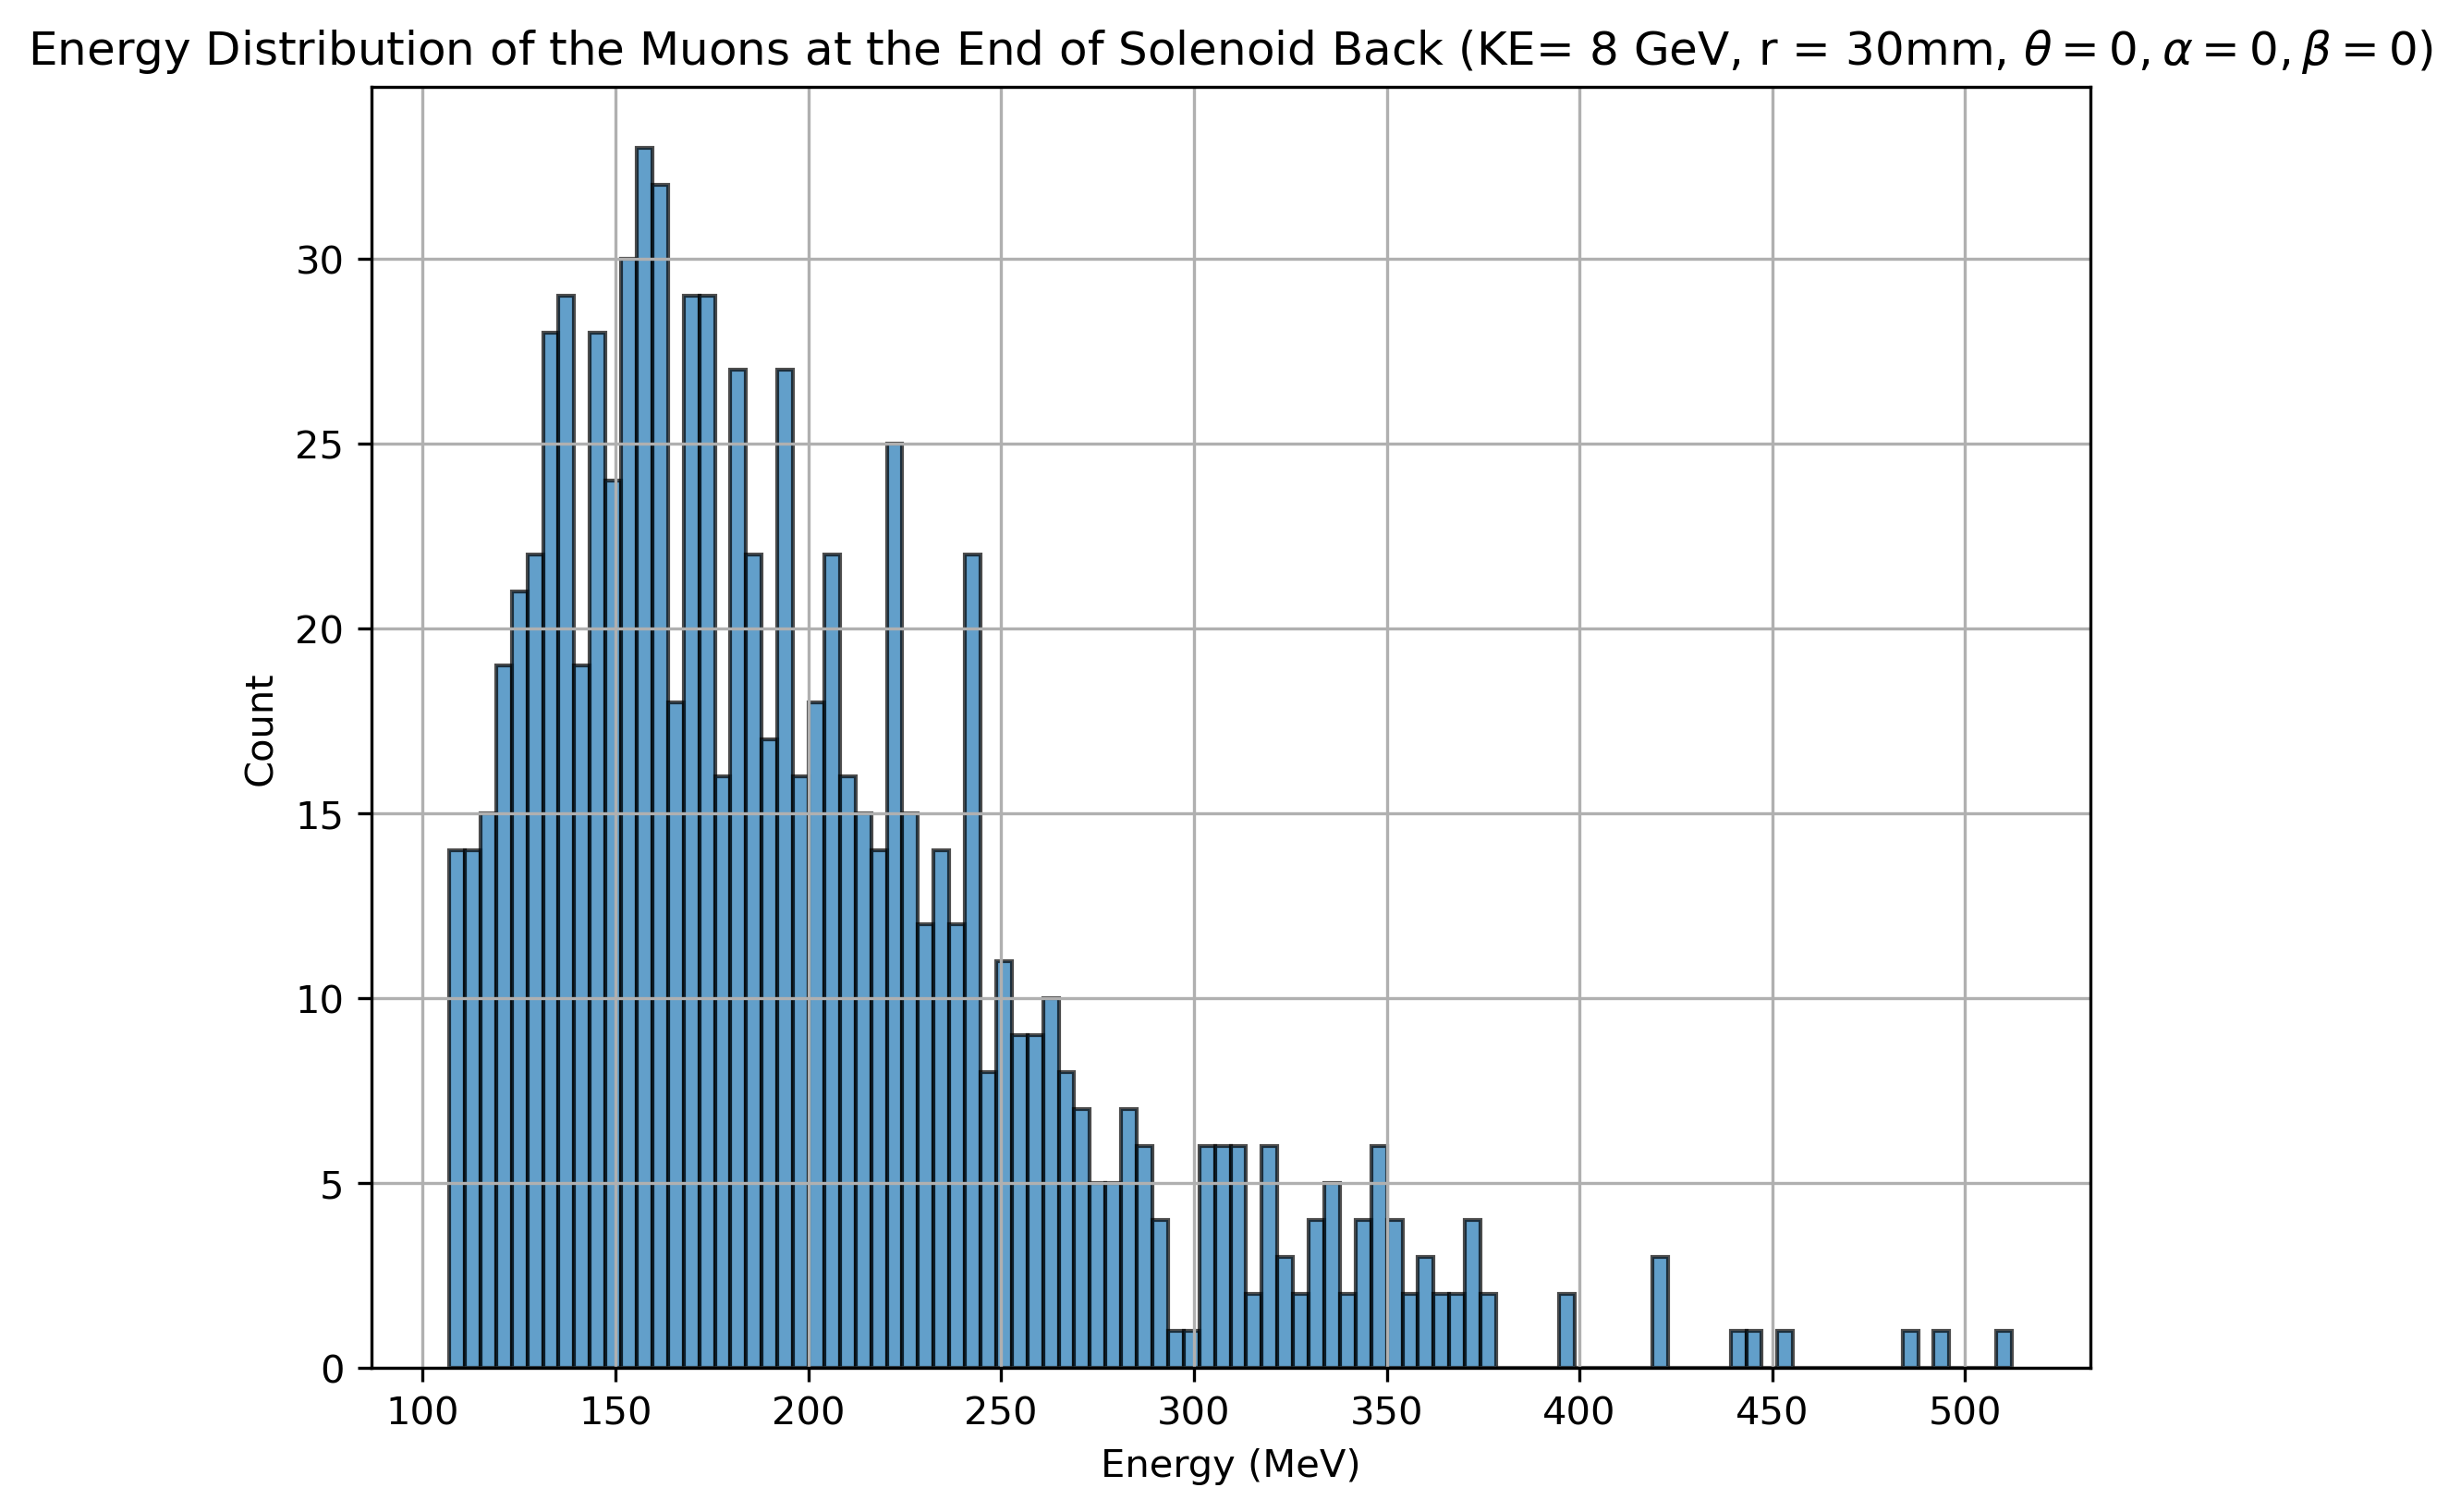 Energy Distribution of the Muons at the End of Solenoid Back (KE= 8 GeV, r = 30mm, θ = 0, α = 0, β = 0)
30
25
20
15
10
5
0
Count
100 150 200 250 300 350 400 450 500
Energy (MeV)